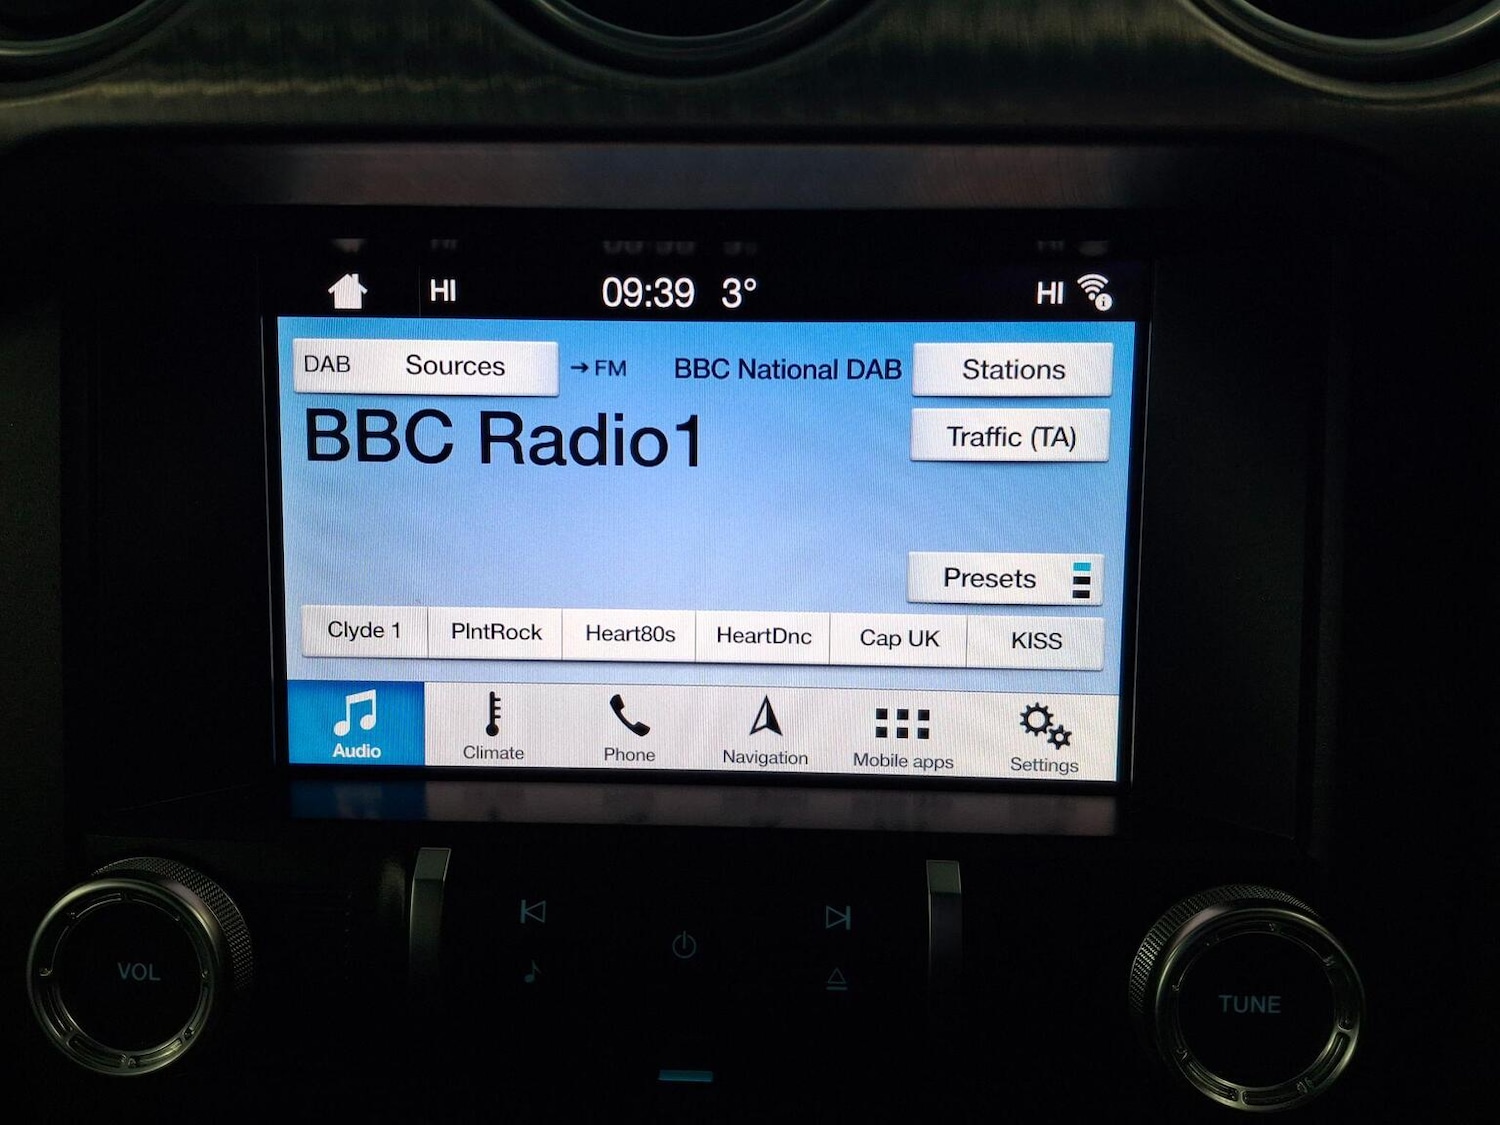 HI 09:39 3° HI
DAB Sources → FM BBC National DAB Stations
BBC Radio1
Traffic (TA)
Presets
Clyde 1 PlntRock Heart80s HeartDnc Cap UK KISS
Audio Climate Phone Navigation Mobile apps Settings
VOL TUNE